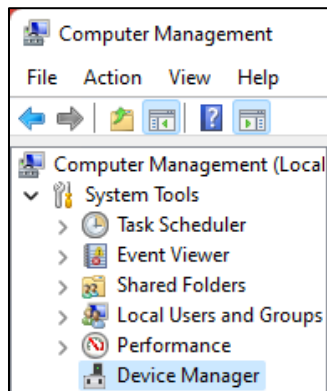 Computer Management
File Action View Help
Computer Management (Local
System Tools
Task Scheduler
Event Viewer
Shared Folders
Local Users and Groups
Performance
Device Manager